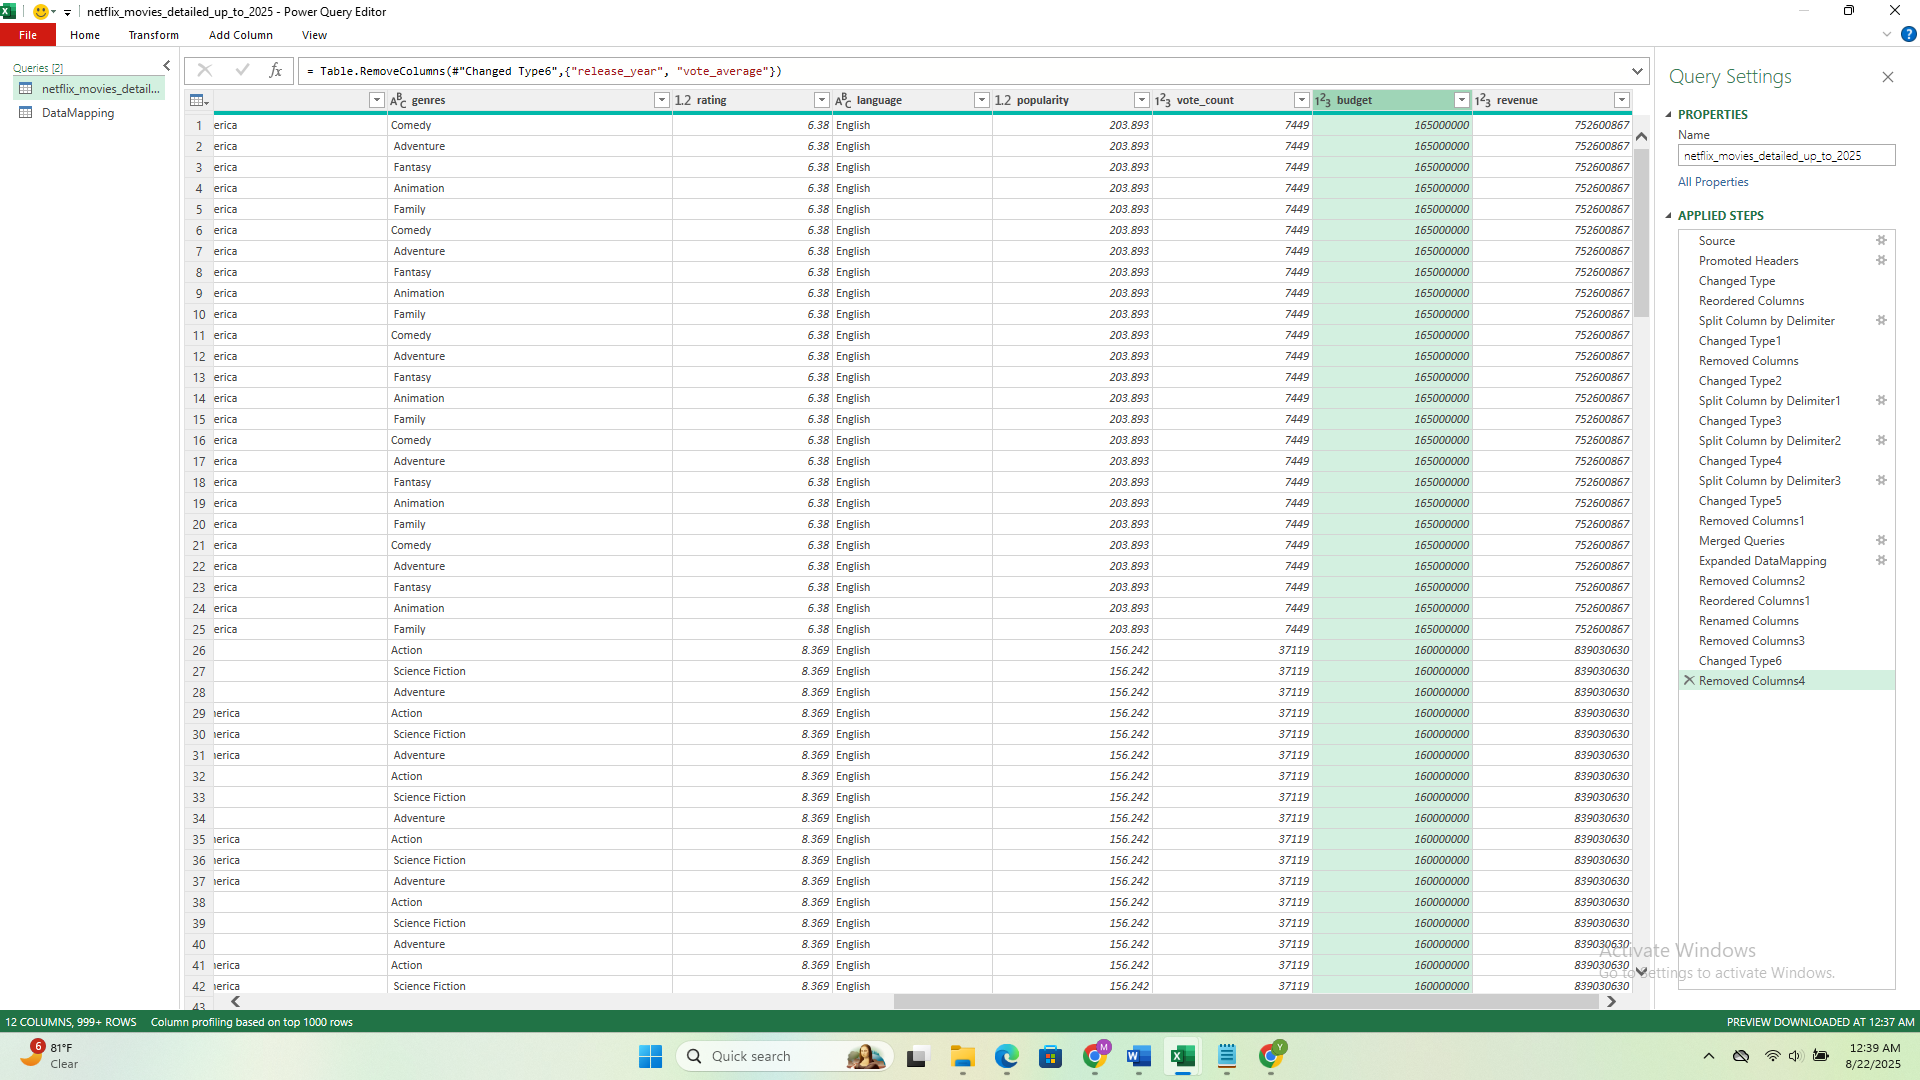 netflix_movies_detailed_up_to_2025 - Power Query Editor
File Home Transform Add Column View
Queries [2]
netflix_movies_detail...
DataMapping
= Table.RemoveColumns(#"Changed Type6",{"release_year", "vote_average"})
genres 1.2 rating language 1.2 popularity 123 vote_count 123 budget 123 revenue
1 erica Comedy 6.38 English 203.893 7449 165000000 752600867
2 erica Adventure 6.38 English 203.893 7449 165000000 752600867
3 erica Fantasy 6.38 English 203.893 7449 165000000 752600867
4 erica Animation 6.38 English 203.893 7449 165000000 752600867
5 erica Family 6.38 English 203.893 7449 165000000 752600867
6 erica Comedy 6.38 English 203.893 7449 165000000 752600867
7 erica Adventure 6.38 English 203.893 7449 165000000 752600867
8 erica Fantasy 6.38 English 203.893 7449 165000000 752600867
9 erica Animation 6.38 English 203.893 7449 165000000 752600867
10 erica Family 6.38 English 203.893 7449 165000000 752600867
11 erica Comedy 6.38 English 203.893 7449 165000000 752600867
12 erica Adventure 6.38 English 203.893 7449 165000000 752600867
13 erica Fantasy 6.38 English 203.893 7449 165000000 752600867
14 erica Animation 6.38 English 203.893 7449 165000000 752600867
15 erica Family 6.38 English 203.893 7449 165000000 752600867
16 erica Comedy 6.38 English 203.893 7449 165000000 752600867
17 erica Adventure 6.38 English 203.893 7449 165000000 752600867
18 erica Fantasy 6.38 English 203.893 7449 165000000 752600867
19 erica Animation 6.38 English 203.893 7449 165000000 752600867
20 erica Family 6.38 English 203.893 7449 165000000 752600867
21 erica Comedy 6.38 English 203.893 7449 165000000 752600867
22 erica Adventure 6.38 English 203.893 7449 165000000 752600867
23 erica Fantasy 6.38 English 203.893 7449 165000000 752600867
24 erica Animation 6.38 English 203.893 7449 165000000 752600867
25 erica Family 6.38 English 203.893 7449 165000000 752600867
26 Action 8.369 English 156.242 37119 160000000 839030630
27 Science Fiction 8.369 English 156.242 37119 160000000 839030630
28 Adventure 8.369 English 156.242 37119 160000000 839030630
29 nerica Action 8.369 English 156.242 37119 160000000 839030630
30 nerica Science Fiction 8.369 English 156.242 37119 160000000 839030630
31 nerica Adventure 8.369 English 156.242 37119 160000000 839030630
32 Action 8.369 English 156.242 37119 160000000 839030630
33 Science Fiction 8.369 English 156.242 37119 160000000 839030630
34 Adventure 8.369 English 156.242 37119 160000000 839030630
35 nerica Action 8.369 English 156.242 37119 160000000 839030630
36 nerica Science Fiction 8.369 English 156.242 37119 160000000 839030630
37 nerica Adventure 8.369 English 156.242 37119 160000000 839030630
38 Action 8.369 English 156.242 37119 160000000 839030630
39 Science Fiction 8.369 English 156.242 37119 160000000 839030630
40 Adventure 8.369 English 156.242 37119 160000000 839030630
41 nerica Action 8.369 English 156.242 37119 160000000 839030630
42 nerica Science Fiction 8.369 English 156.242 37119 160000000 839030630
43
Query Settings
PROPERTIES
Name
netflix_movies_detailed_up_to_2025
All Properties
APPLIED STEPS
Source
Promoted Headers
Changed Type
Reordered Columns
Split Column by Delimiter
Changed Type1
Removed Columns
Changed Type2
Split Column by Delimiter1
Changed Type3
Split Column by Delimiter2
Changed Type4
Split Column by Delimiter3
Changed Type5
Removed Columns1
Merged Queries
Expanded DataMapping
Removed Columns2
Reordered Columns1
Renamed Columns
Removed Columns3
Changed Type6
Removed Columns4
Activate Windows
Go to Settings to activate Windows.
12 COLUMNS, 999+ ROWS Column profiling based on top 1000 rows PREVIEW DOWNLOADED AT 12:37 AM
6 81°F
Clear
Quick search
12:39 AM
8/22/2025